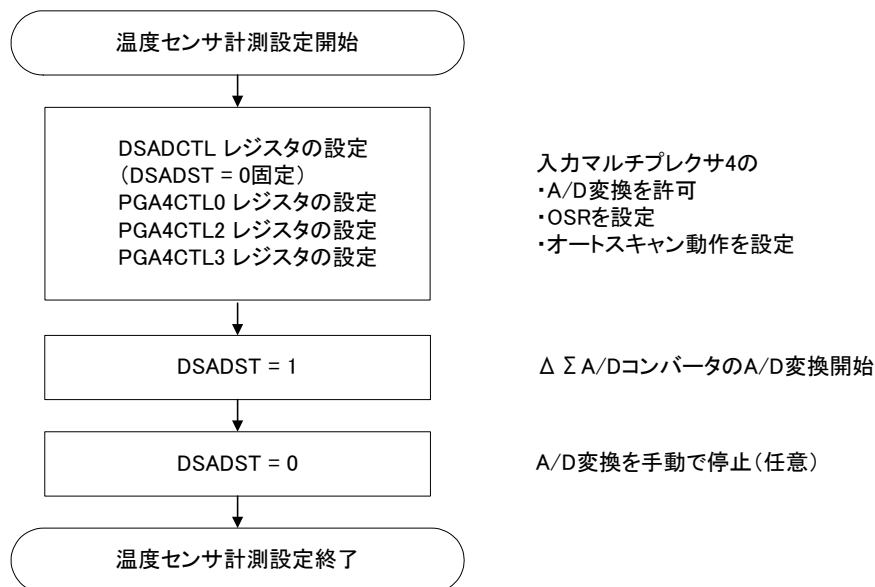 温度センサ計測設定開始
DSADCTL レジスタの設定
（DSADST = 0固定）
PGA4CTL0 レジスタの設定
PGA4CTL2 レジスタの設定
PGA4CTL3 レジスタの設定
入力マルチプレクサ4の
・A/D変換を許可
・OSRを設定
・オートスキャン動作を設定
DSADST = 1
Δ Σ A/DコンバータのA/D変換開始
DSADST = 0
A/D変換を手動で停止（任意）
温度センサ計測設定終了